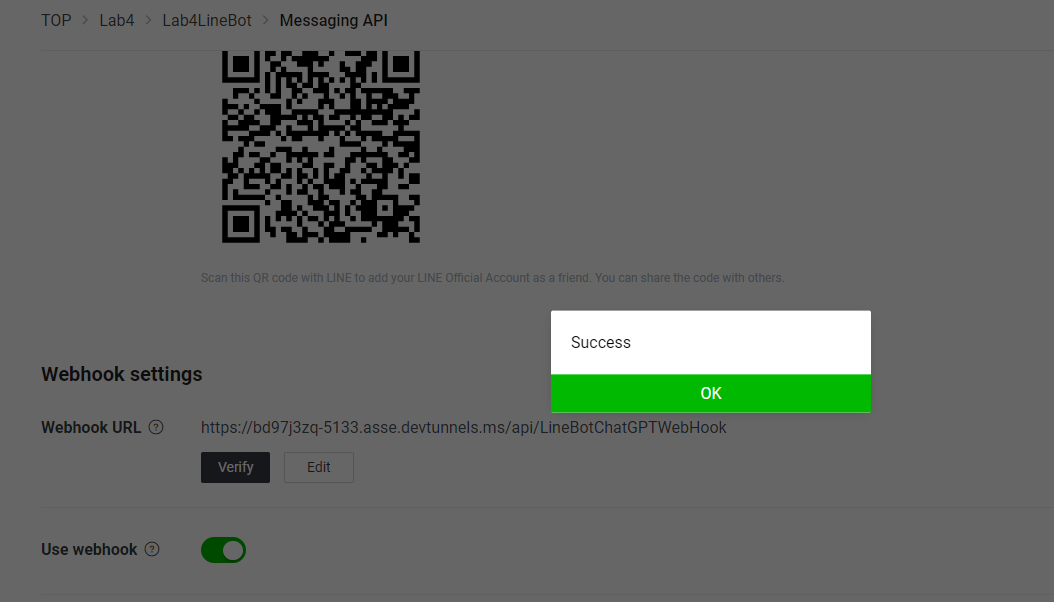 TOP > Lab4 > Lab4LineBot > Messaging API
Scan this QR code with LINE to add your LINE Official Account as a friend. You can share the code with others.
Success
OK
Webhook settings
Webhook URL ? https://bd97j3zq-5133.asse.devtunnels.ms/api/LineBotChatGPTWebHook
Verify Edit
Use webhook ?